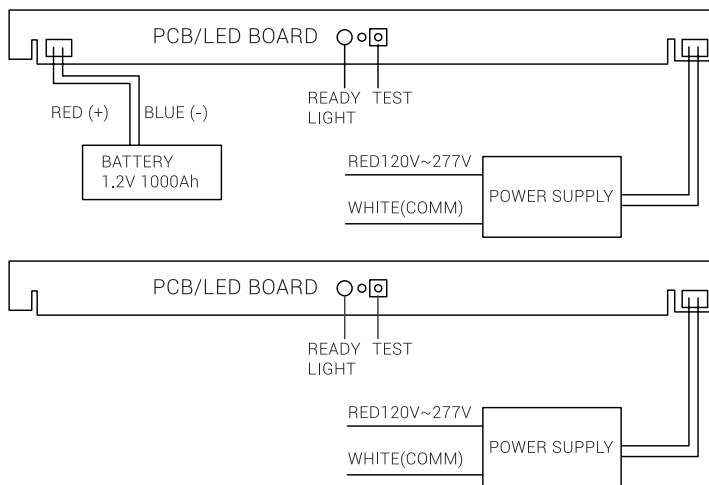 PCB/LED BOARD
READY TEST
LIGHT
RED (+) BLUE (-)
BATTERY
1.2V 1000Ah
RED120V~277V
WHITE(COMM)
POWER SUPPLY
PCB/LED BOARD
READY TEST
LIGHT
RED120V~277V
WHITE(COMM)
POWER SUPPLY